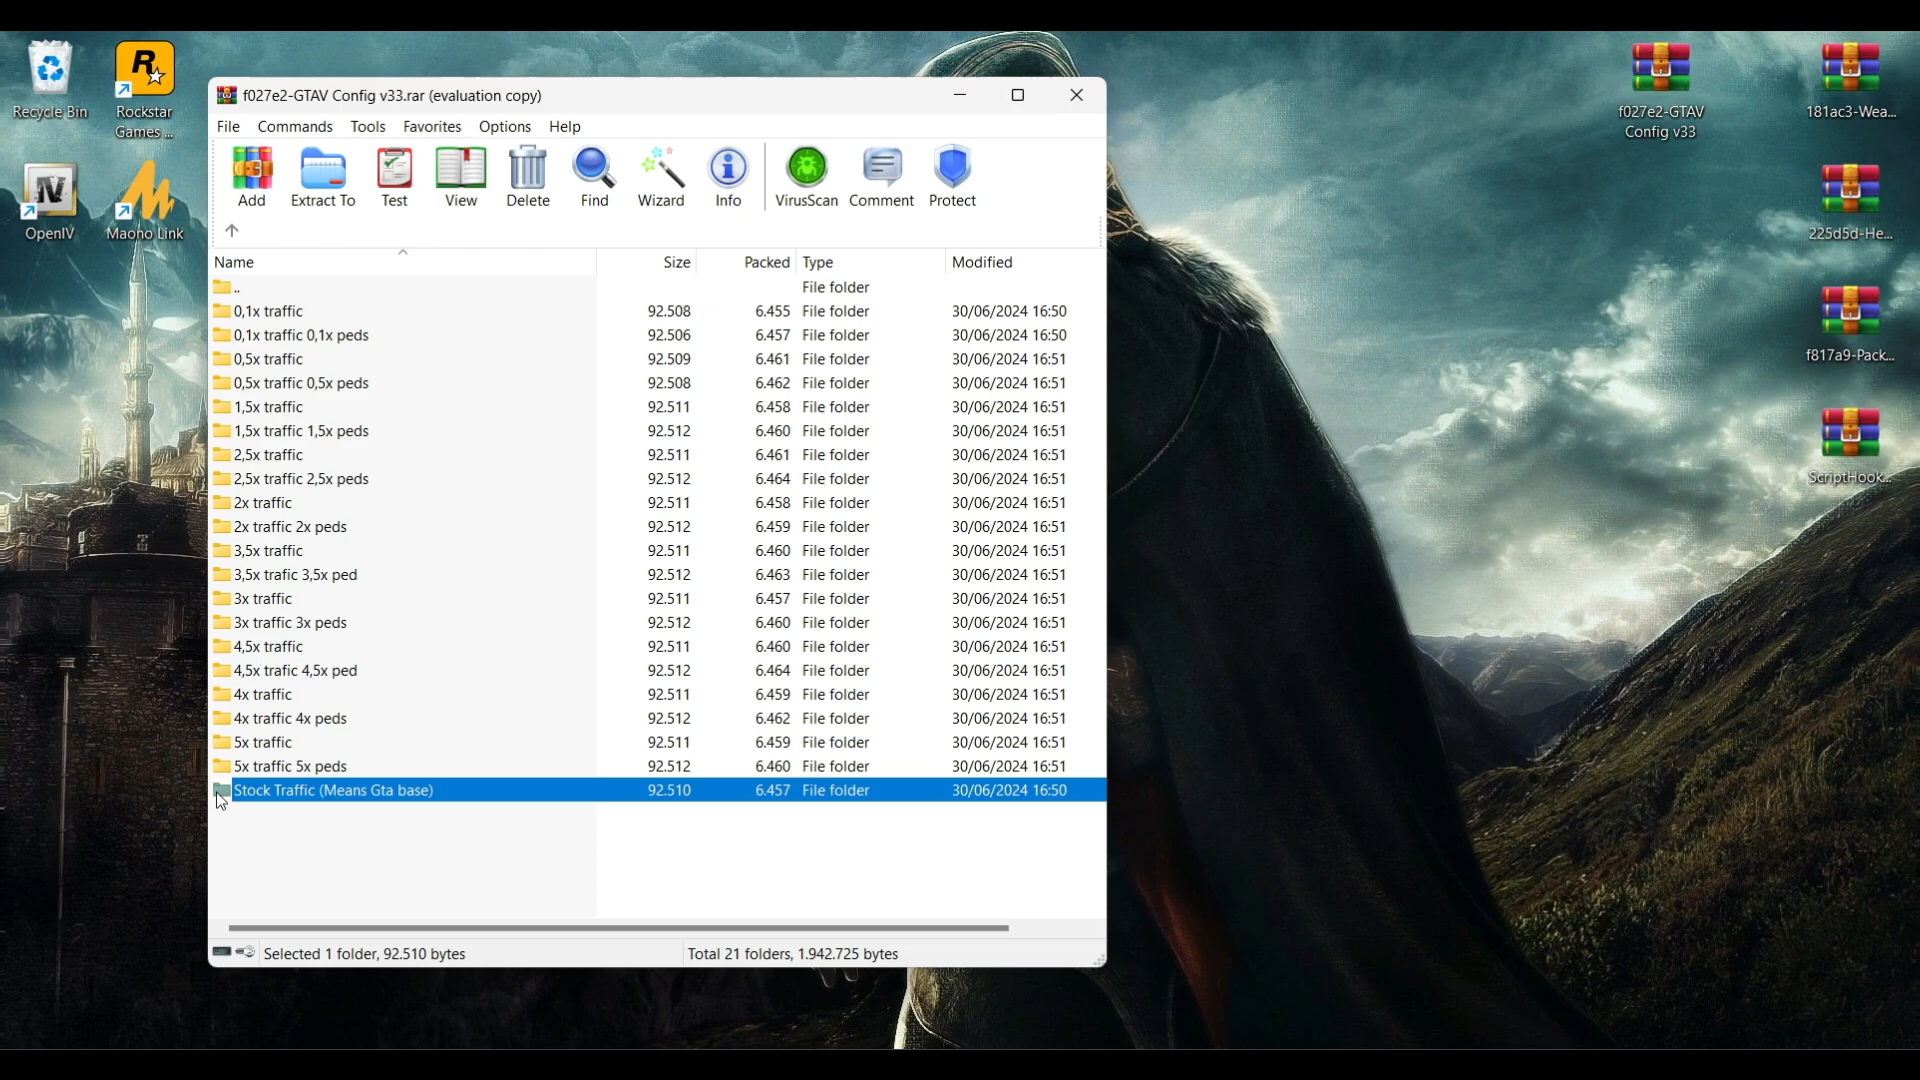 Recycle Bin
Rockstar
Games ...
OpenIV
Maono Link
f027e2-GTAV Config v33.rar (evaluation copy)
File Commands Tools Favorites Options Help
Add Extract To Test View Delete Find Wizard Info VirusScan Comment Protect
Name Size Packed Type Modified
.. File folder
0,1x traffic 92.508 6.455 File folder 30/06/2024 16:50
0,1x traffic 0,1x peds 92.506 6.457 File folder 30/06/2024 16:50
0,5x traffic 92.509 6.461 File folder 30/06/2024 16:51
0,5x traffic 0,5x peds 92.508 6.462 File folder 30/06/2024 16:51
1,5x traffic 92.511 6.458 File folder 30/06/2024 16:51
1,5x traffic 1,5x peds 92.512 6.460 File folder 30/06/2024 16:51
2,5x traffic 92.511 6.461 File folder 30/06/2024 16:51
2,5x traffic 2,5x peds 92.512 6.464 File folder 30/06/2024 16:51
2x traffic 92.511 6.458 File folder 30/06/2024 16:51
2x traffic 2x peds 92.512 6.459 File folder 30/06/2024 16:51
3,5x traffic 92.511 6.460 File folder 30/06/2024 16:51
3,5x trafic 3,5x ped 92.512 6.463 File folder 30/06/2024 16:51
3x traffic 92.511 6.457 File folder 30/06/2024 16:51
3x traffic 3x peds 92.512 6.460 File folder 30/06/2024 16:51
4,5x traffic 92.511 6.460 File folder 30/06/2024 16:51
4,5x trafic 4,5x ped 92.512 6.464 File folder 30/06/2024 16:51
4x traffic 92.511 6.459 File folder 30/06/2024 16:51
4x traffic 4x peds 92.512 6.462 File folder 30/06/2024 16:51
5x traffic 92.511 6.459 File folder 30/06/2024 16:51
5x traffic 5x peds 92.512 6.460 File folder 30/06/2024 16:51
Stock Traffic (Means Gta base) 92.510 6.457 File folder 30/06/2024 16:50
Selected 1 folder, 92.510 bytes Total 21 folders, 1.942.725 bytes
f027e2-GTAV
Config v33
181ac3-Wea...
225d5d-He...
f817a9-Pack...
ScriptHook...